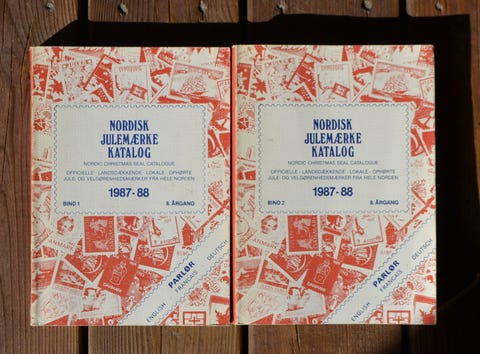 NORDISK
JULEMÆRKE
KATALOG
NORDIC CHRISTMAS SEAL CATALOGUE
OFFICIELLE - LANDSDÆKKENDE - LOKALE - OPHØRTE
JULE- OG VELGØRENHEDSMÆRKER FRA HELE NORDEN
1987-88
BIND 1
8. ÅRGANG
PARLØR
ENGLISH
FRANÇAIS
DEUTSCH
NORDISK
JULEMÆRKE
KATALOG
NORDIC CHRISTMAS SEAL CATALOGUE
OFFICIELLE - LANDSDÆKKENDE - LOKALE - OPHØRTE
JULE- OG VELGØRENHEDSMÆRKER FRA HELE NORDEN
1987-88
BIND 2
8. ÅRGANG
PARLØR
ENGLISH
FRANÇAIS
DEUTSCH